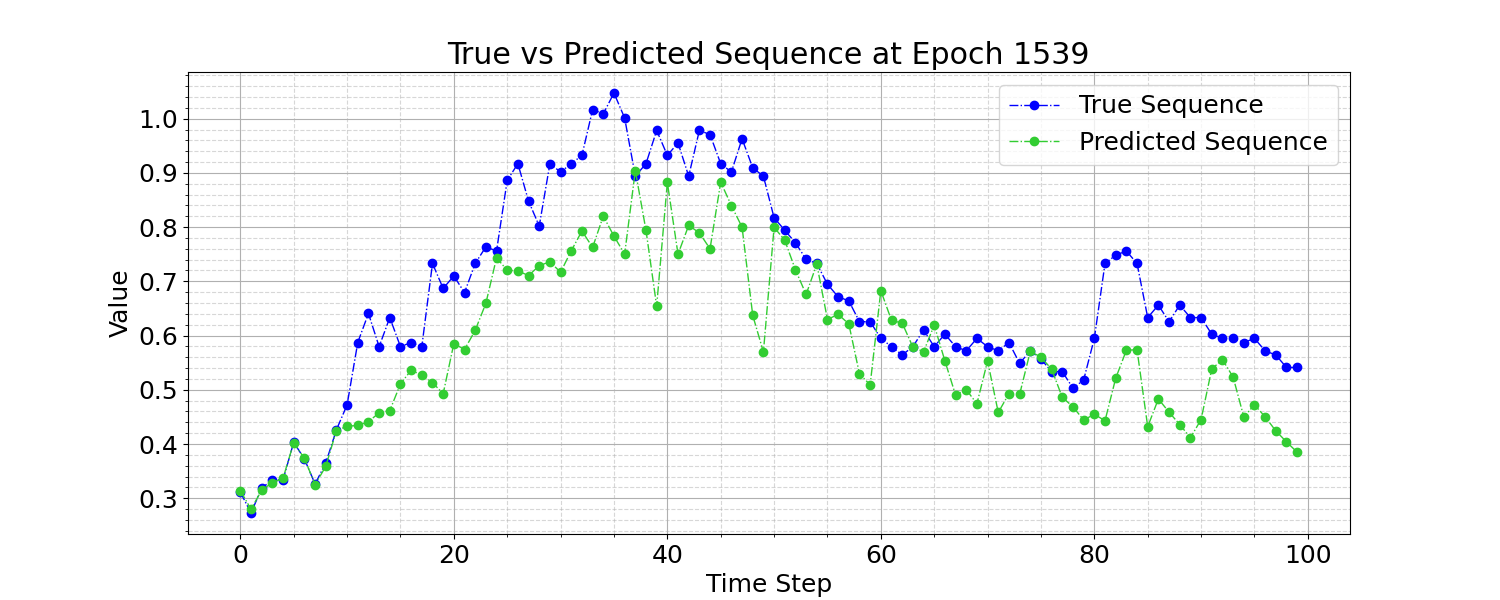 True vs Predicted Sequence at Epoch 1539
True Sequence
Predicted Sequence
1.0
0.9
0.8
0.7
0.6
0.5
0.4
0.3
Value
0 20 40 60 80 100
Time Step